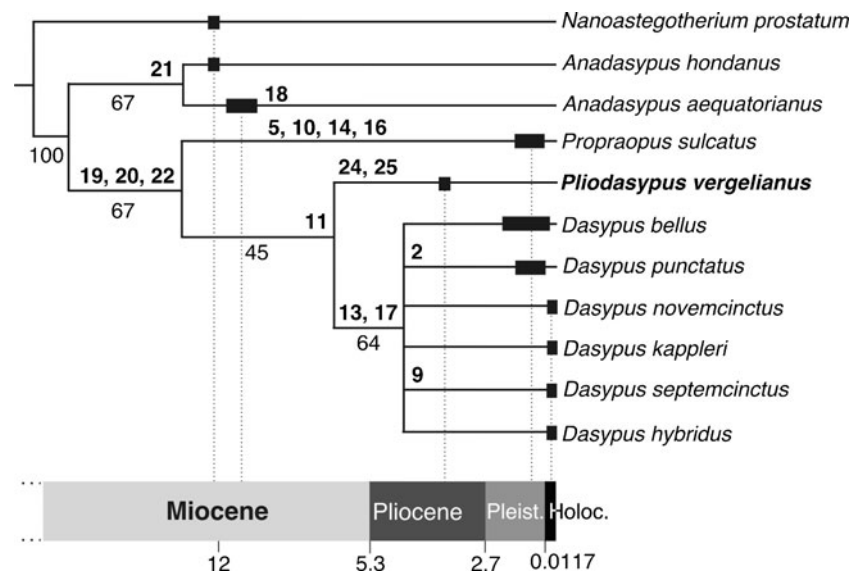 Nanoastegotherium prostatum
21
Anadasypus hondanus
67
18
Anadasypus aequatorianus
5, 10, 14, 16
Propraopus sulcatus
100
19, 20, 22
24, 25
67
Pliodasypus vergelianus
11
Dasypus bellus
45
2
Dasypus punctatus
13, 17
Dasypus novemcinctus
64
Dasypus kappleri
9
Dasypus septemcinctus
Dasypus hybridus
... Miocene Pliocene Pleist. Holoc.
...
12 5.3 2.7 0.0117